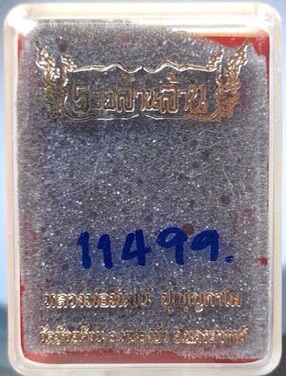 รวยล้านล้าน
11499.
หลวงพ่อพัฒน์ ปุญฺญกาโม
วัดห้วยด้วน อ.หนองบัว จ.นครสวรรค์